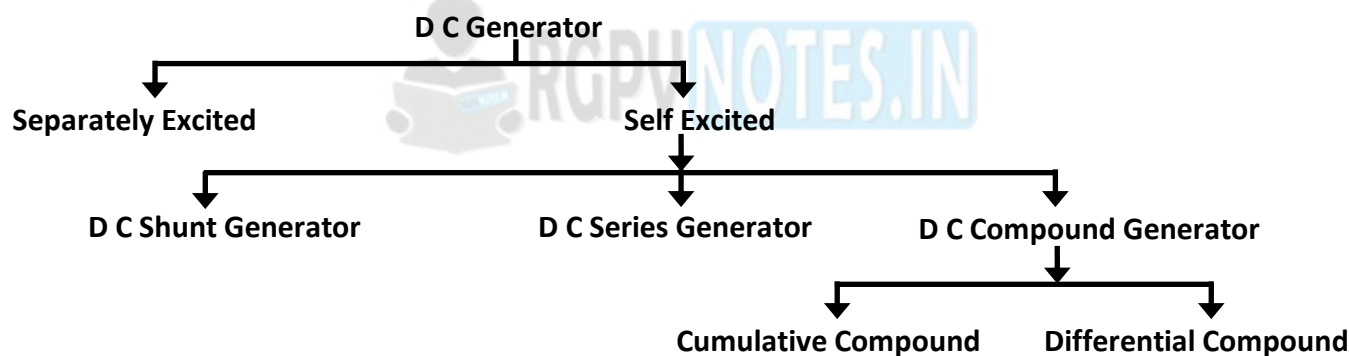 D C Generator
RGPVNOTES.IN
Separately Excited
Self Excited
D C Shunt Generator
D C Series Generator
D C Compound Generator
Cumulative Compound
Differential Compound